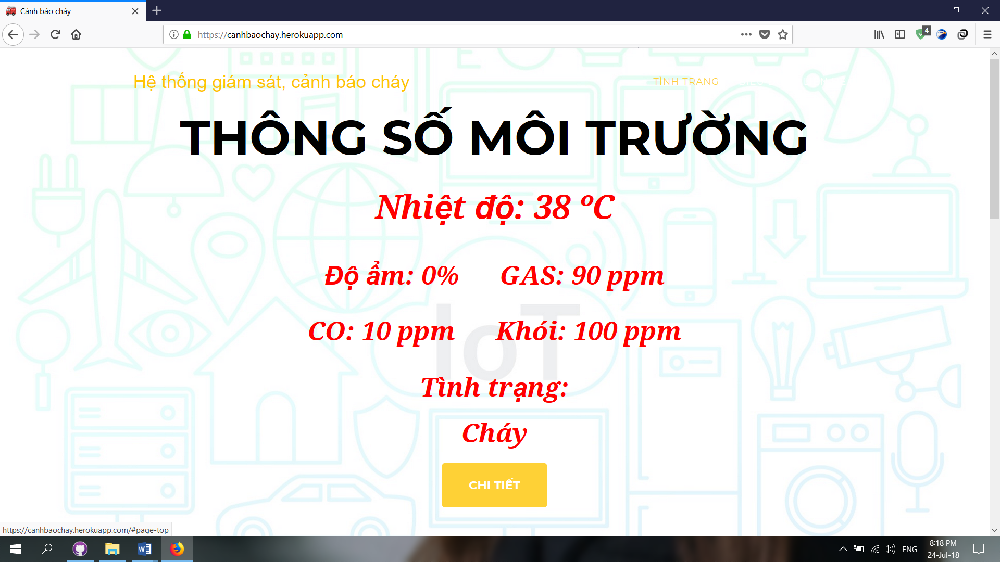 Cảnh báo cháy
https://canhbaochay.herokuapp.com
4
Hệ thống giám sát, cảnh báo cháy
TÌNH TRẠNG
THÔNG SỐ MÔI TRƯỜNG
Nhiệt độ: 38 °C
Độ ẩm: 0% GAS: 90 ppm
IoT
CO: 10 ppm Khói: 100 ppm
Tình trạng:
Cháy
CHI TIẾT
https://canhbaochay.herokuapp.com/#page-top
ENG
8:18 PM
24-Jul-18